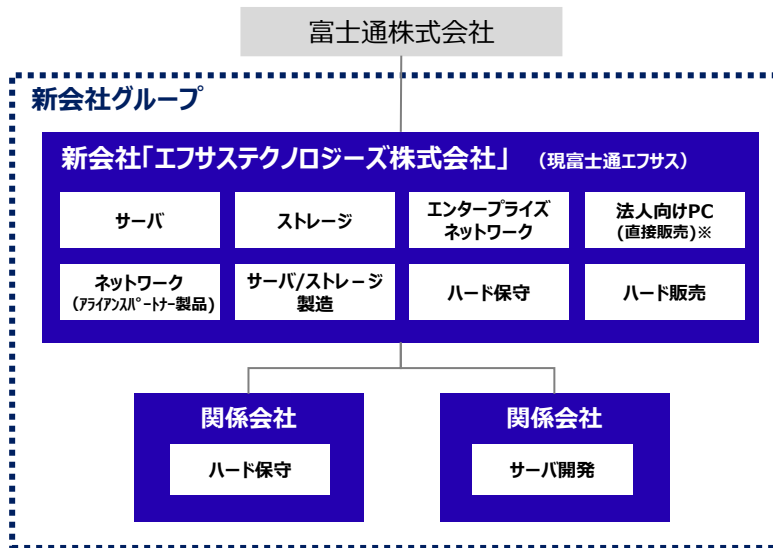 富士通株式会社
新会社グループ
新会社「エフサステクノロジーズ株式会社」 （現富士通エフサス）
サーバ
ストレージ
エンタープライズ
ネットワーク
法人向けPC
(直接販売)※
ネットワーク
（ｱﾗｲｱﾝｽﾊﾟｰﾄﾅｰ製品)
サーバ/ストレージ
製造
ハード保守
ハード販売
関係会社
ハード保守
関係会社
サーバ開発